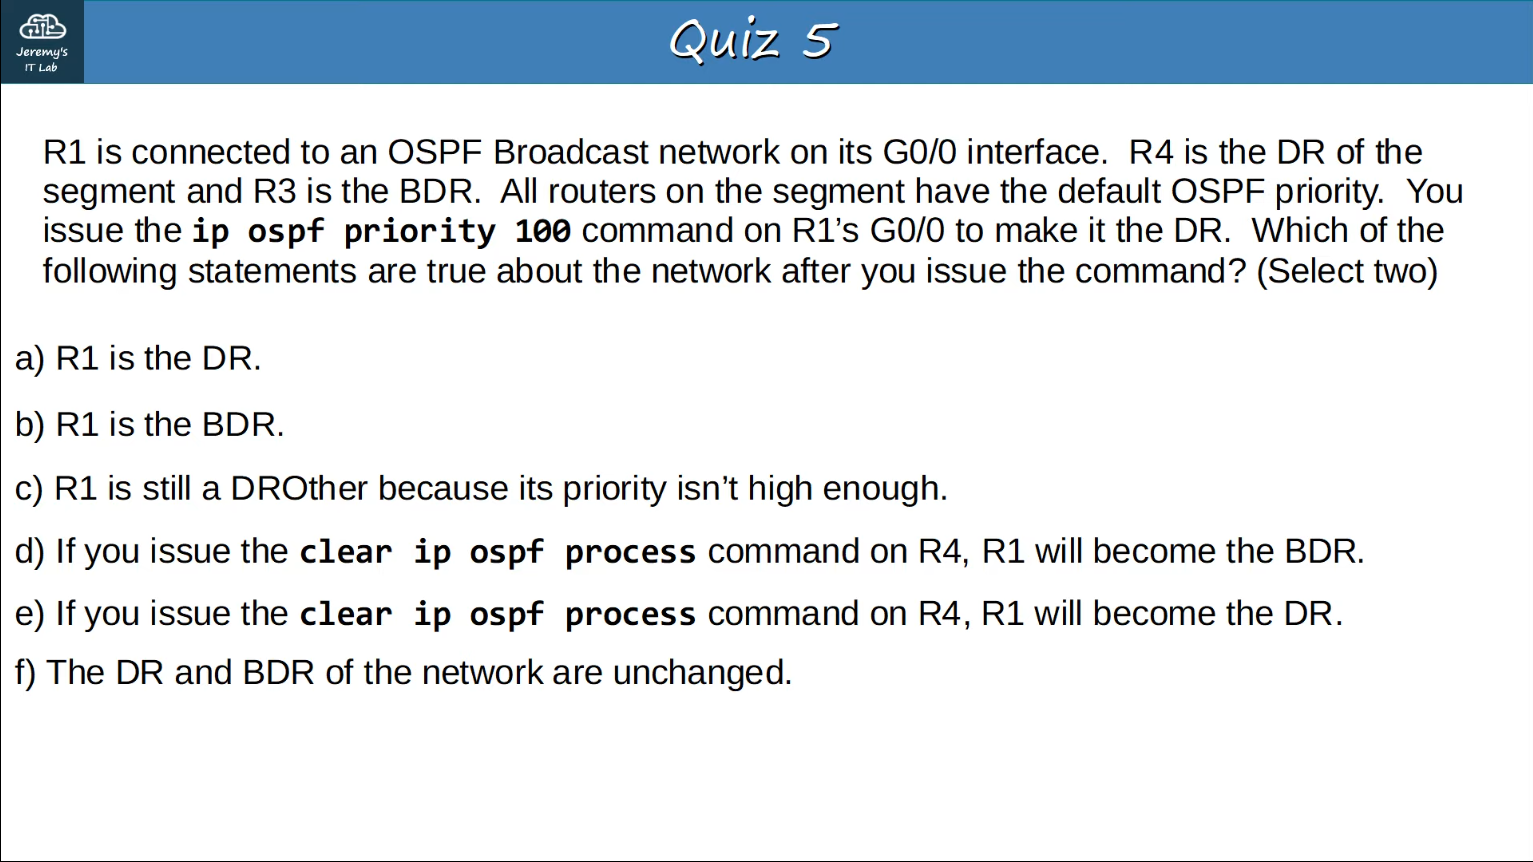 Jeremy's
IT Lab
Quiz 5
R1 is connected to an OSPF Broadcast network on its G0/0 interface.  R4 is the DR of the
segment and R3 is the BDR.  All routers on the segment have the default OSPF priority.  You
issue the ip ospf priority 100 command on R1’s G0/0 to make it the DR.  Which of the
following statements are true about the network after you issue the command? (Select two)
a) R1 is the DR.
b) R1 is the BDR.
c) R1 is still a DROther because its priority isn’t high enough.
d) If you issue the clear ip ospf process command on R4, R1 will become the BDR.
e) If you issue the clear ip ospf process command on R4, R1 will become the DR.
f) The DR and BDR of the network are unchanged.